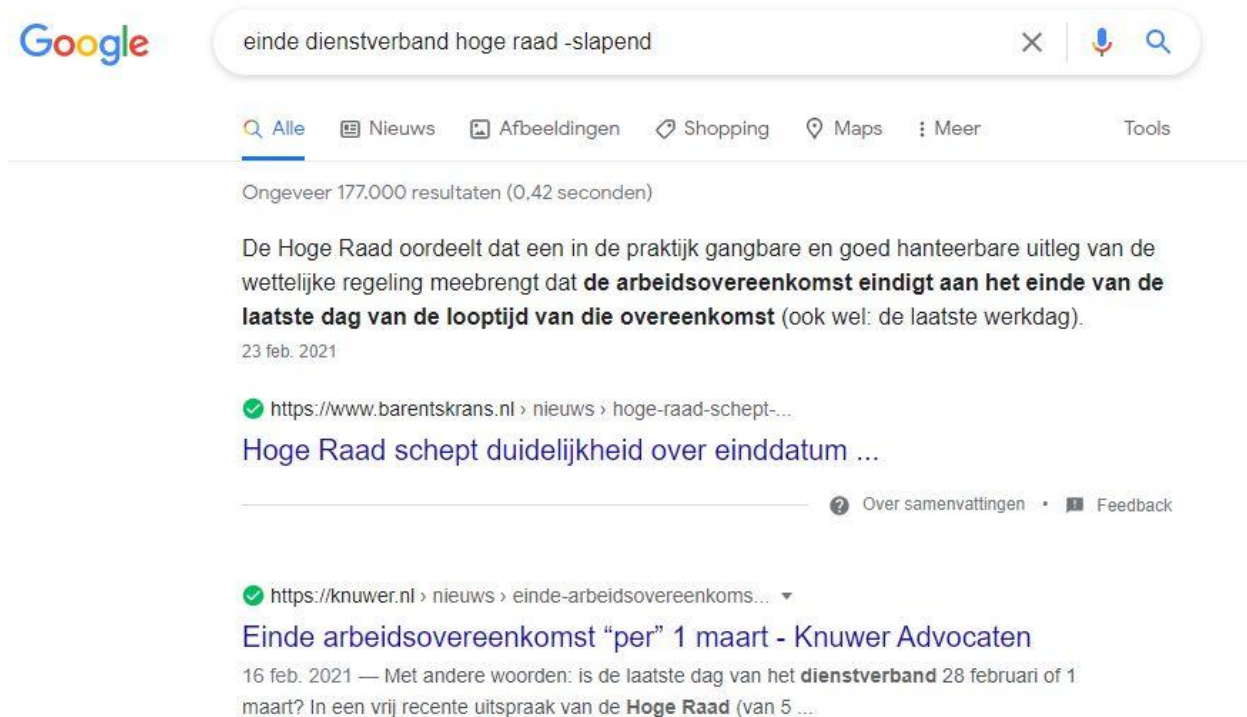 Google
einde dienstverband hoge raad -slapend
Alle Nieuws Afbeeldingen Shopping Maps Meer Tools
Ongeveer 177.000 resultaten (0,42 seconden)
De Hoge Raad oordeelt dat een in de praktijk gangbare en goed hanteerbare uitleg van de
wettelijke regeling meebrengt dat de arbeidsovereenkomst eindigt aan het einde van de
laatste dag van de looptijd van die overeenkomst (ook wel: de laatste werkdag).
23 feb. 2021
https://www.barentskrans.nl › nieuws › hoge-raad-schept-...
Hoge Raad schept duidelijkheid over einddatum ...
Over samenvattingen • Feedback
https://knuwer.nl › nieuws › einde-arbeidsovereenkoms...
Einde arbeidsovereenkomst “per” 1 maart - Knuwer Advocaten
16 feb. 2021 — Met andere woorden: is de laatste dag van het dienstverband 28 februari of 1
maart? In een vrij recente uitspraak van de Hoge Raad (van 5 ...